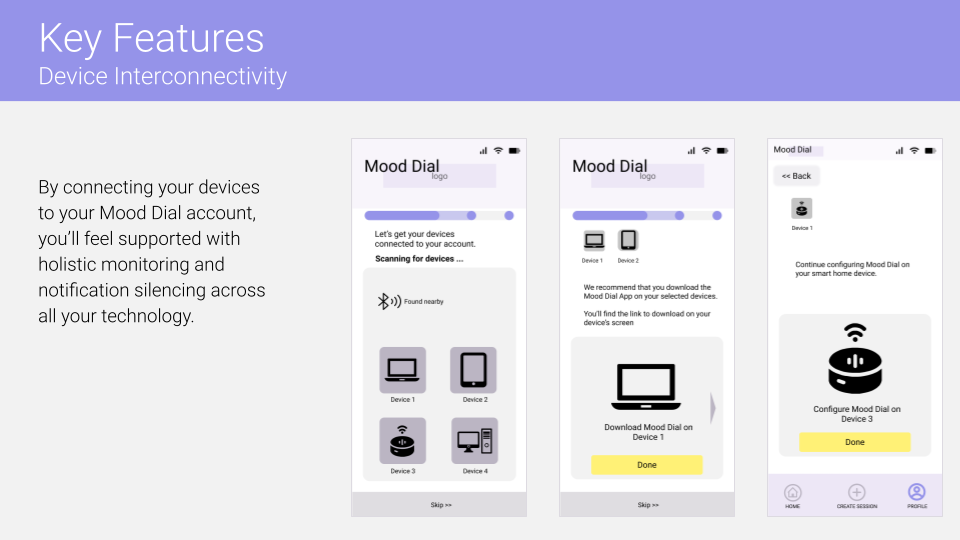 Key Features
Device Interconnectivity
By connecting your devices
to your Mood Dial account,
you'll feel supported with
holistic monitoring and
notification silencing across
all your technology.
Mood Dial
logo
Let's get your devices
connected to your account.
Scanning for devices ...
Found nearby
Device 1
Device 2
Device 3
Device 4
Skip >>
Mood Dial
logo
Device 1
Device 2
We recommend that you download the
Mood Dial App on your selected devices.
You'll find the link to download on your
device's screen
Download Mood Dial on
Device 1
Done
Skip >>
Mood Dial
<< Back
Device 1
Continue configuring Mood Dial on
your smart home device.
Configure Mood Dial on
Device 3
Done
HOME
CREATE SESSION
PROFILE